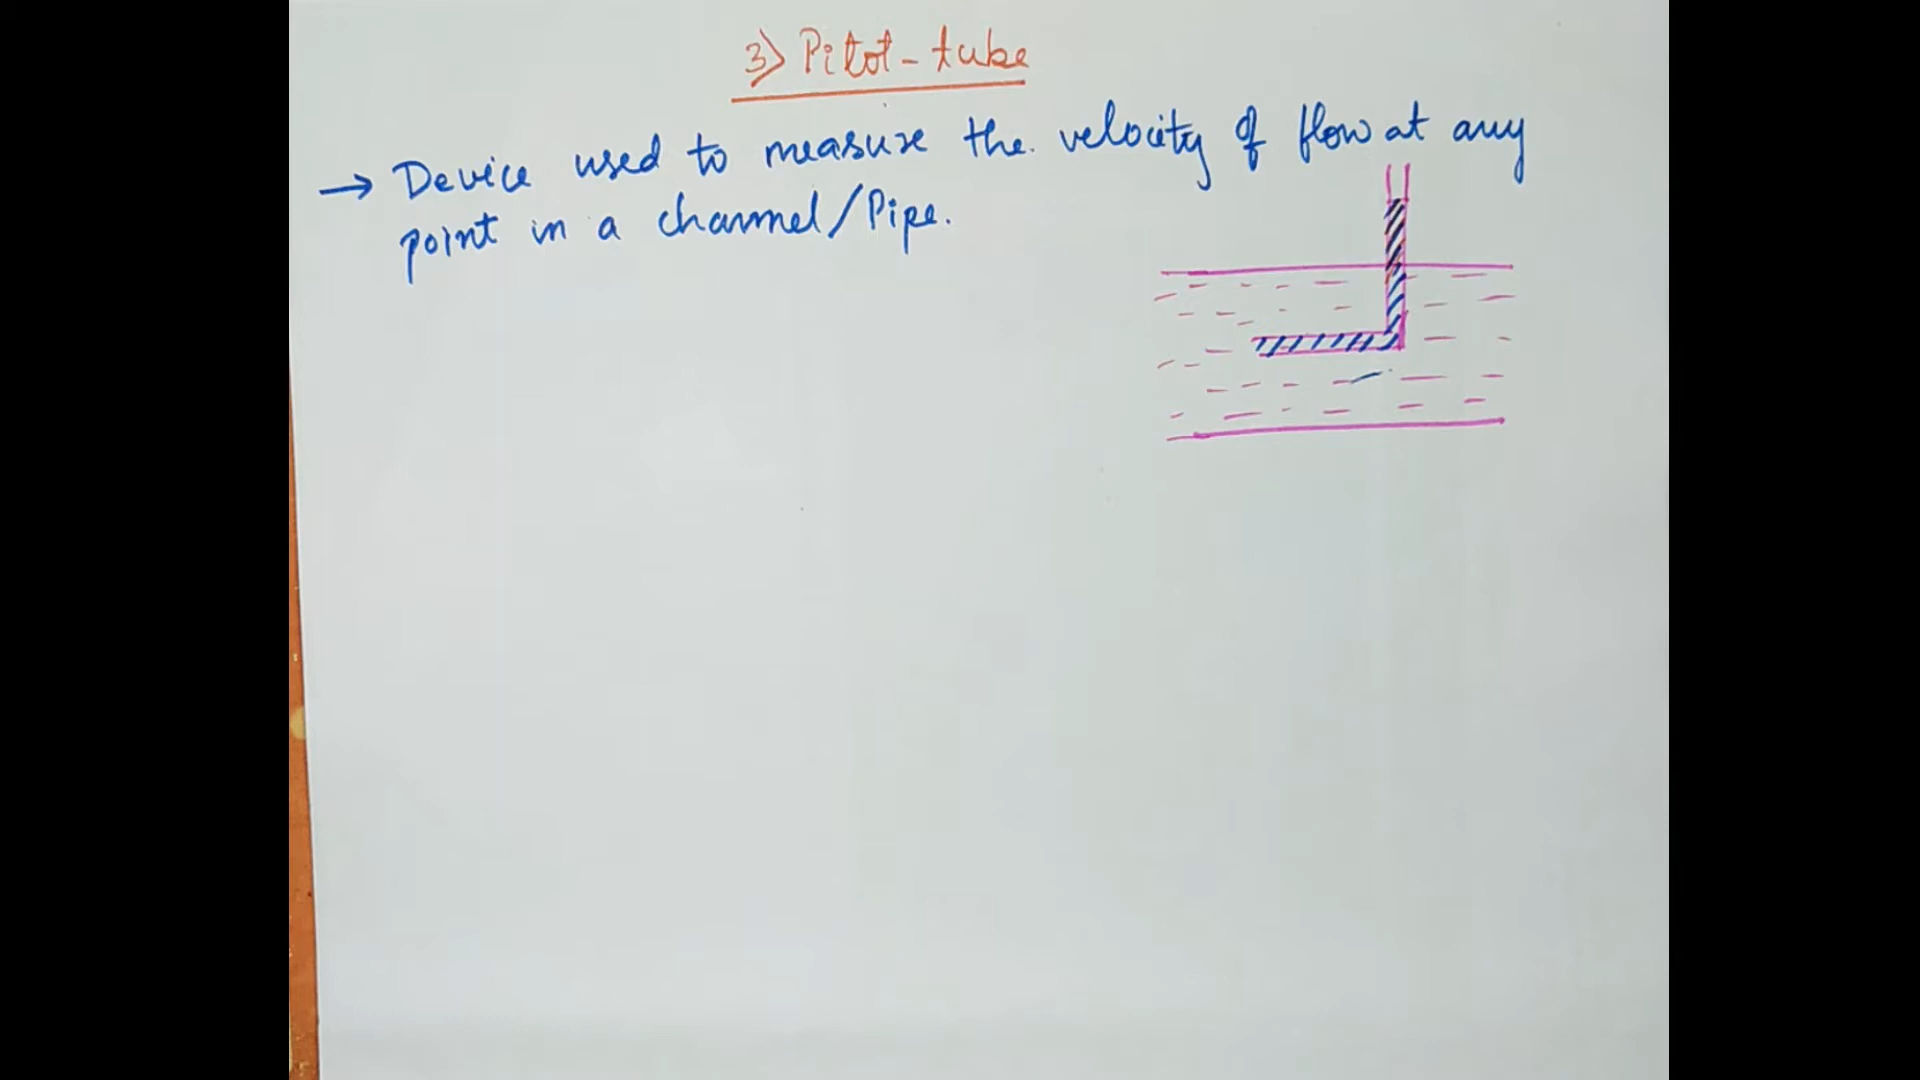 3) Pitot-tube
→ Device used to measure the velocity of flow at any
point in a channel/Pipe.